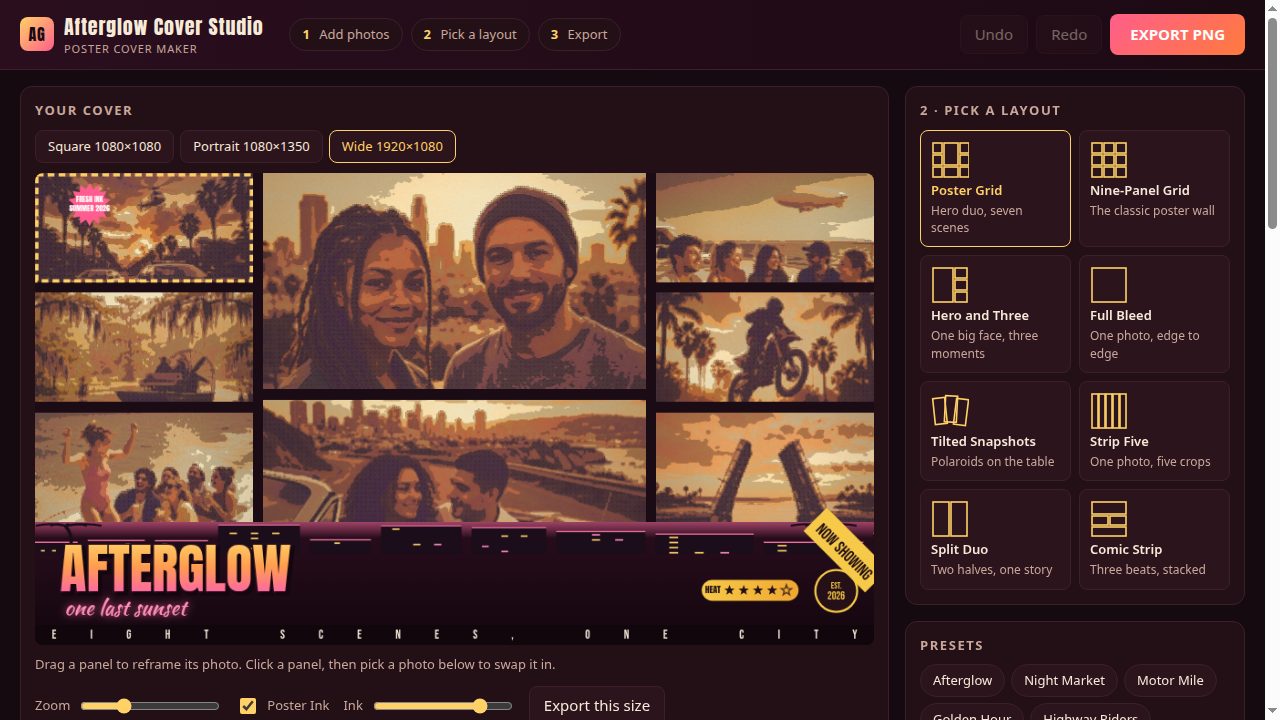 AG
Afterglow Cover Studio
POSTER COVER MAKER
1 Add photos
2 Pick a layout
3 Export
Undo
Redo
EXPORT PNG
YOUR COVER
Square 1080×1080
Portrait 1080×1350
Wide 1920×1080
FRESH INK
SUMMER 2026
NOW SHOWING
AFTERGLOW
one last sunset
HEAT ★★★★☆
EST.
2026
EIGHT SCENES, ONE CITY
Drag a panel to reframe its photo. Click a panel, then pick a photo below to swap it in.
Zoom
Poster Ink
Ink
Export this size
2 · PICK A LAYOUT
Poster Grid
Hero duo, seven
scenes
Nine-Panel Grid
The classic poster wall
Hero and Three
One big face, three
moments
Full Bleed
One photo, edge to
edge
Tilted Snapshots
Polaroids on the table
Strip Five
One photo, five crops
Split Duo
Two halves, one story
Comic Strip
Three beats, stacked
PRESETS
Afterglow
Night Market
Motor Mile
Golden Hour
Highway Riders